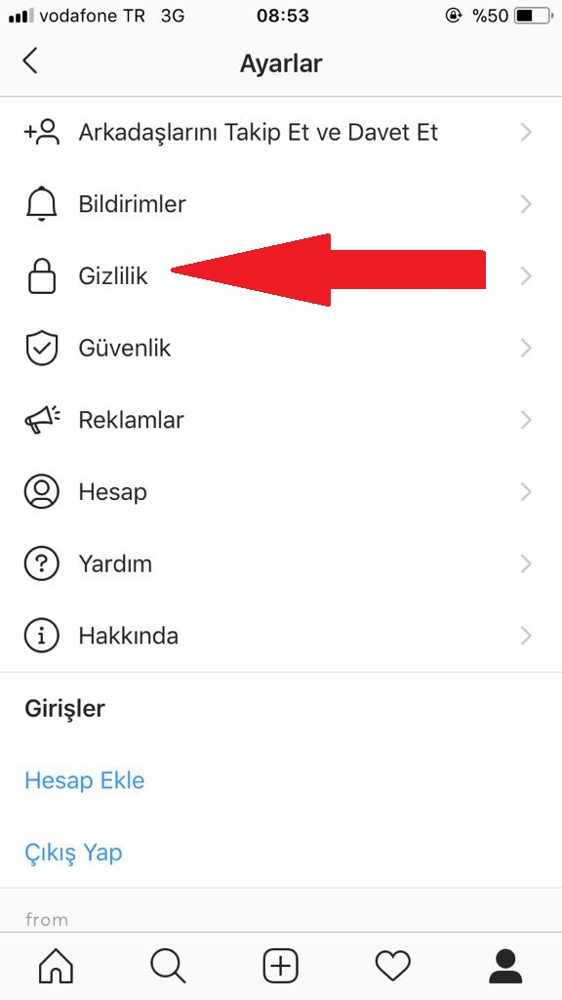 vodafone TR 3G 08:53 %50
Ayarlar
Arkadaşlarını Takip Et ve Davet Et
Bildirimler
Gizlilik
Güvenlik
Reklamlar
Hesap
Yardım
Hakkında
Girişler
Hesap Ekle
Çıkış Yap
from